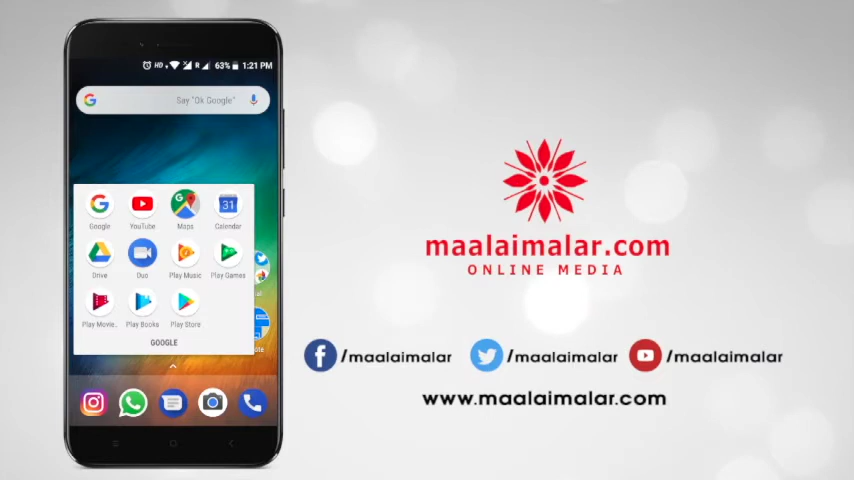 HD R 63% 1:21 PM
Say "Ok Google"
Google YouTube Maps Calendar
31
Drive Duo Play Music Play Games
Play Movie.. Play Books Play Store
GOOGLE
maalaimalar.com
ONLINE MEDIA
/maalaimalar /maalaimalar /maalaimalar
www.maalaimalar.com